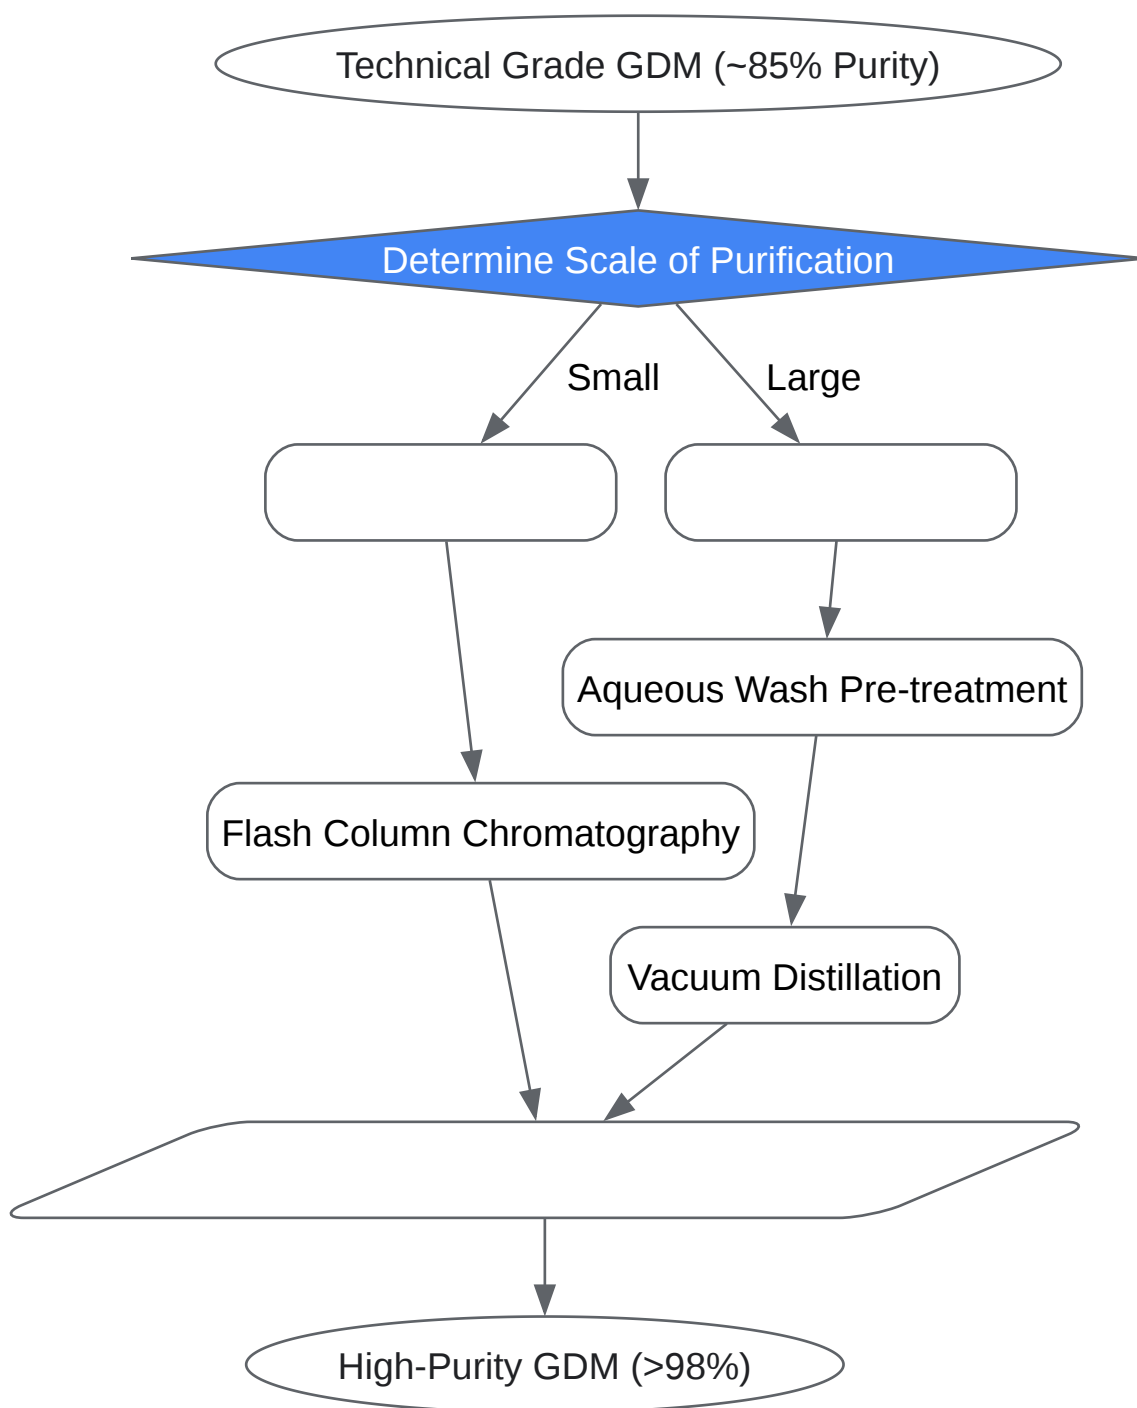 Technical Grade GDM (~85% Purity)
Determine Scale of Purification
Small
Large
Aqueous Wash Pre-treatment
Flash Column Chromatography
Vacuum Distillation
High-Purity GDM (>98%)